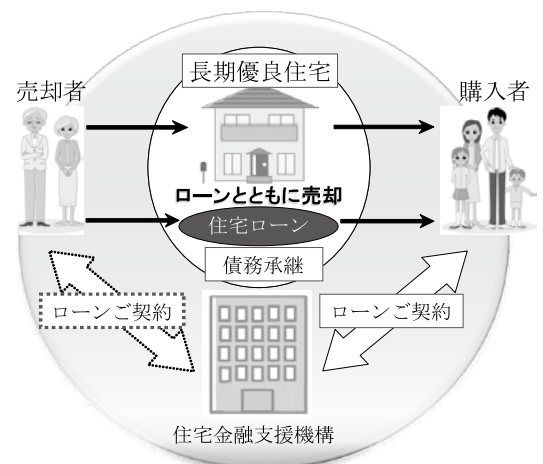 長期優良住宅
売却者
購入者
ローンとともに売却
住宅ローン
債務承継
ローンご契約
ローンご契約
住宅金融支援機構